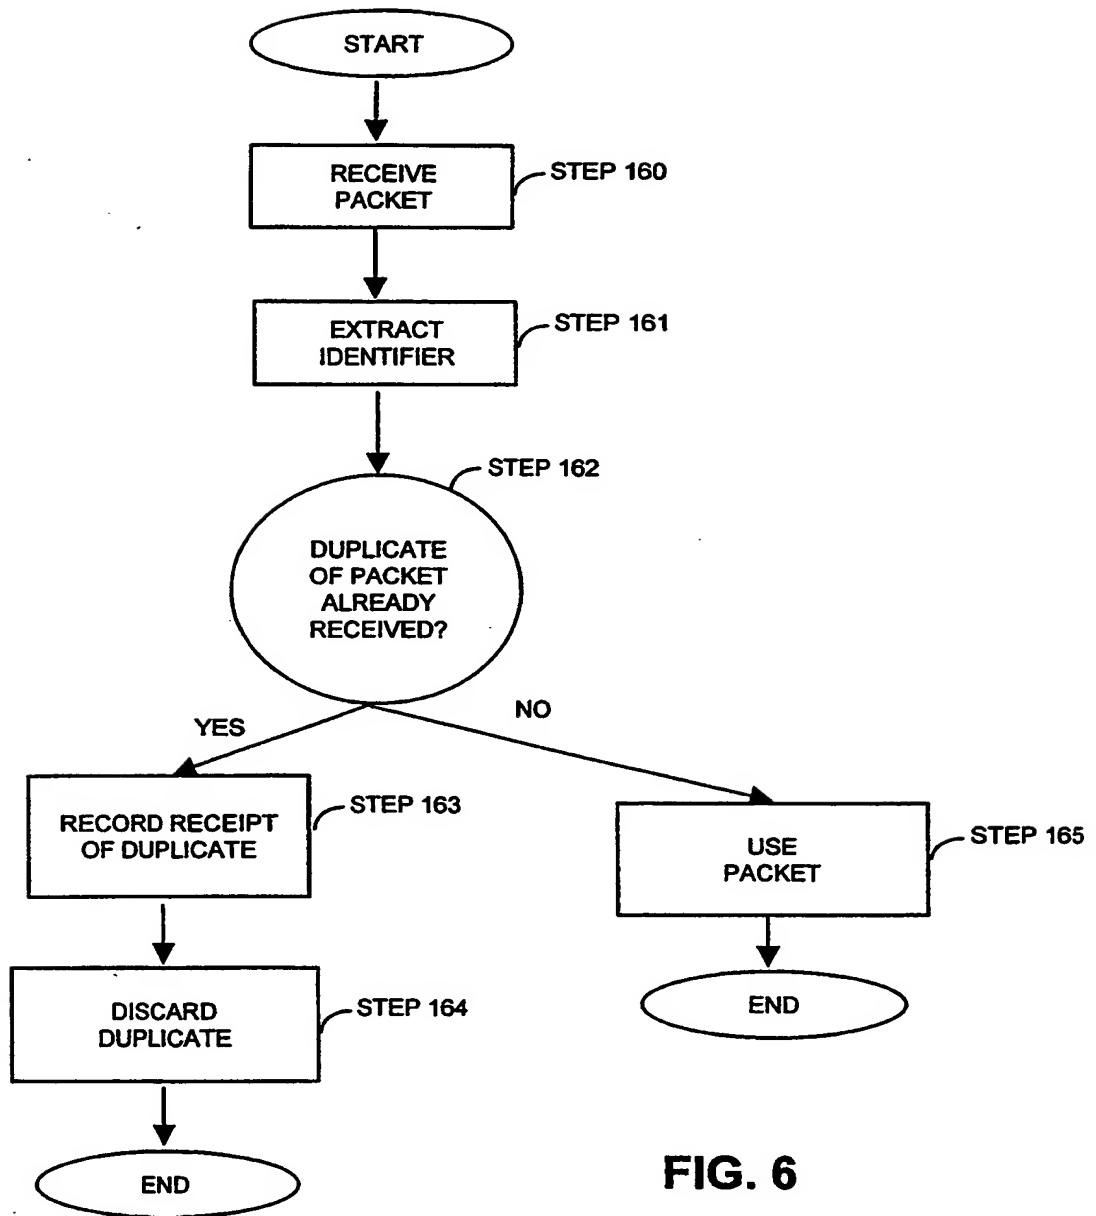 START
RECEIVE
PACKET
STEP 160
EXTRACT
IDENTIFIER
STEP 161
STEP 162
DUPLICATE
OF PACKET
ALREADY
RECEIVED?
YES
NO
RECORD RECEIPT
OF DUPLICATE
STEP 163
USE
PACKET
STEP 165
DISCARD
DUPLICATE
STEP 164
END
END
FIG. 6